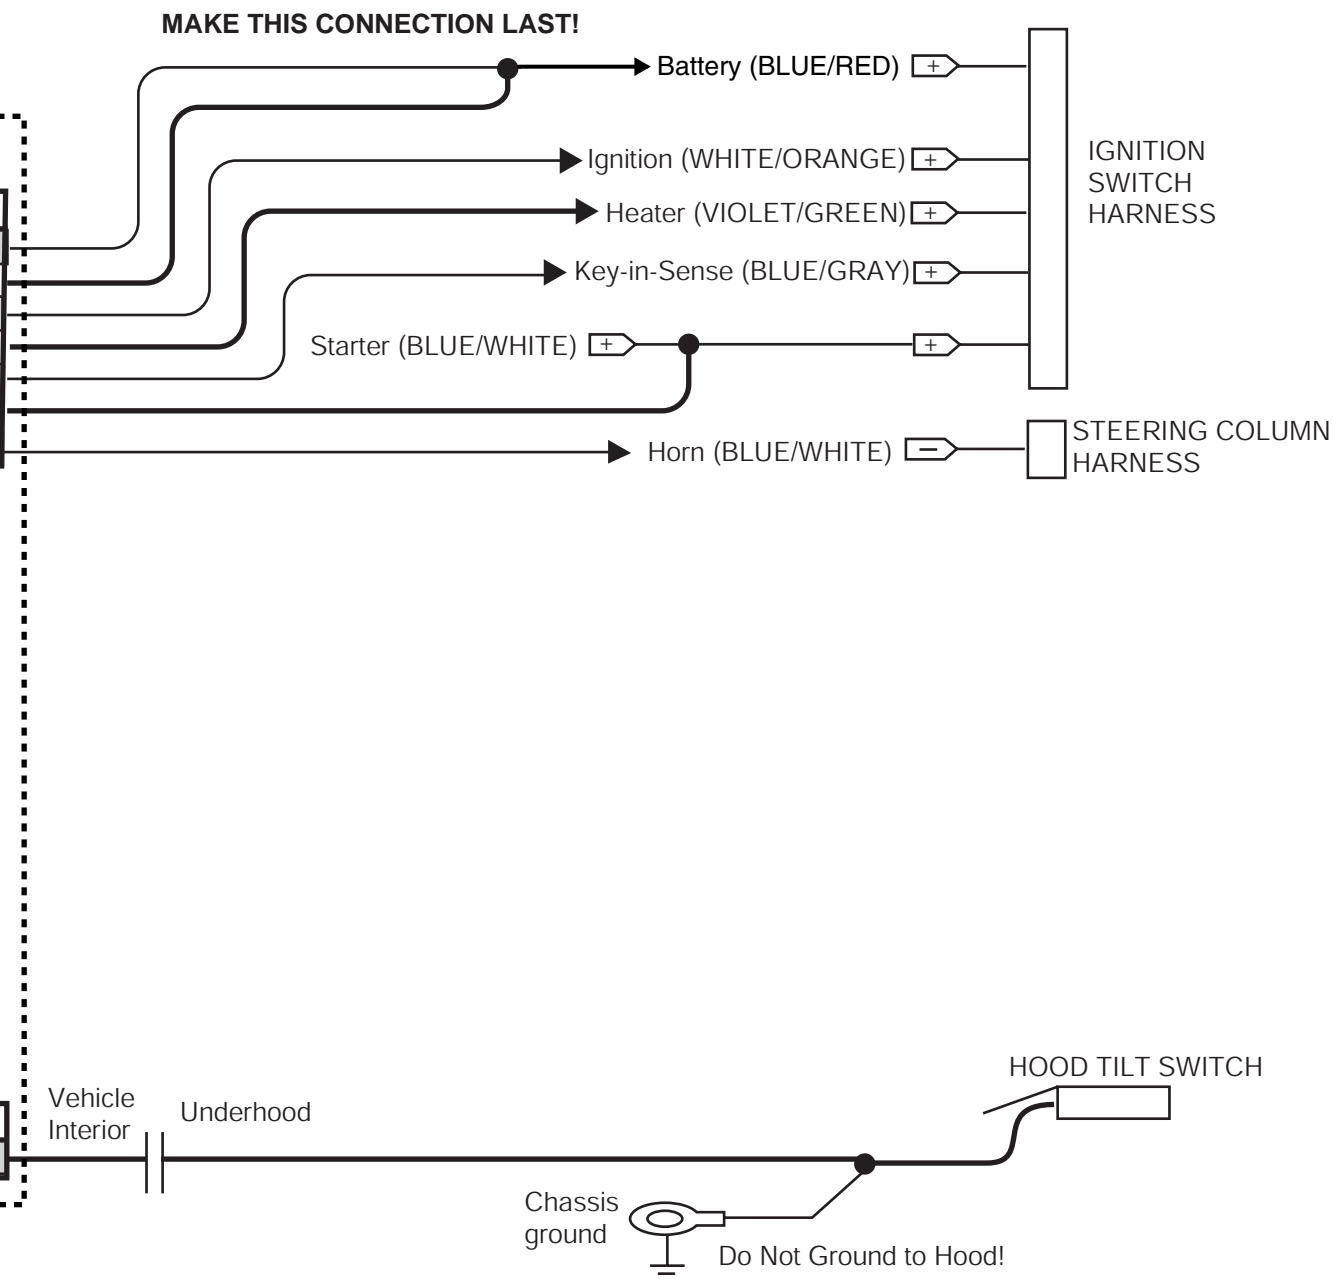 MAKE THIS CONNECTION LAST!
Battery (BLUE/RED) +
Ignition (WHITE/ORANGE) +
IGNITION
SWITCH
HARNESS
Heater (VIOLET/GREEN) +
Key-in-Sense (BLUE/GRAY) +
Starter (BLUE/WHITE) + +
Horn (BLUE/WHITE) −
STEERING COLUMN
HARNESS
HOOD TILT SWITCH
Vehicle
Interior
Underhood
Chassis
ground
Do Not Ground to Hood!